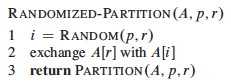 RANDOMIZED-PARTITION(A, p, r)
1 i = RANDOM(p, r)
2 exchange A[r] with A[i]
3 return PARTITION(A, p, r)